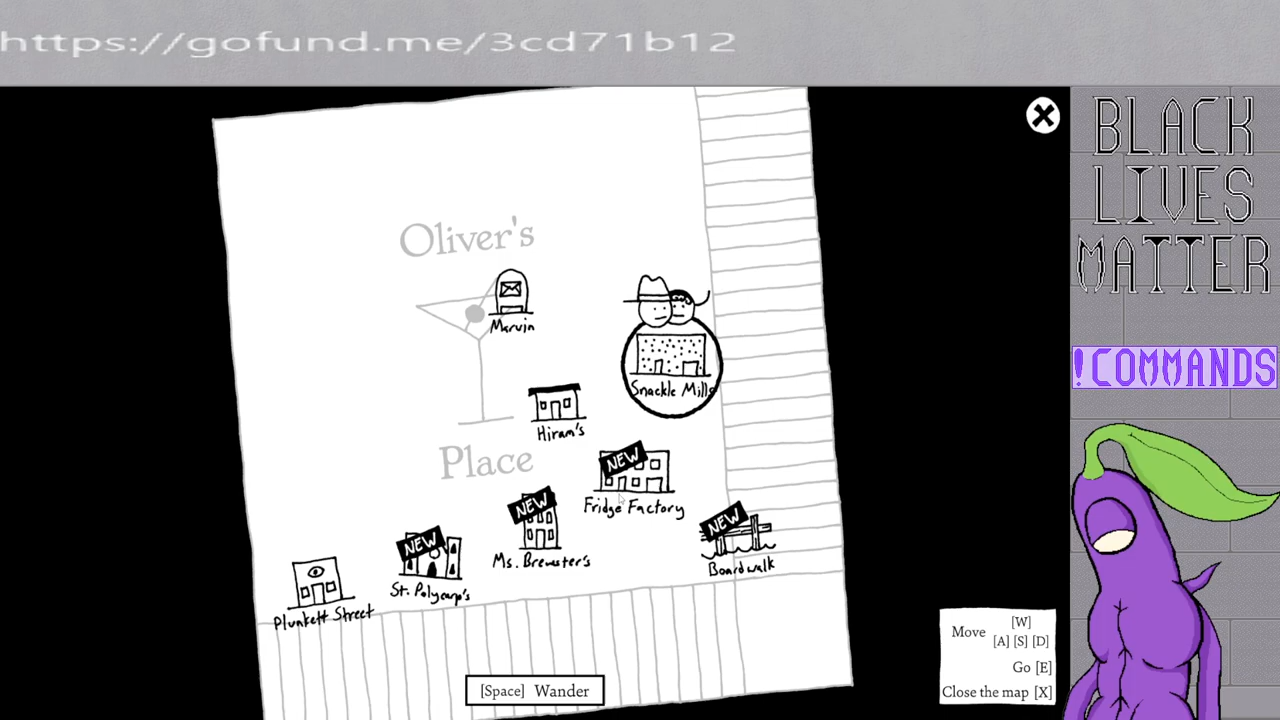 https://gofund.me/3cd71b12
BLACK
LIVES
MATTER
!COMMANDS
Oliver's
Marvin
Snackle Mills
Hiram's
Place
NEW
Fridge Factory
NEW
Ms. Brewster's
NEW
Boardwalk
NEW
St. Polycarp's
Plunkett Street
Move [W]
[A] [S] [D]
Go [E]
Close the map [X]
[Space] Wander